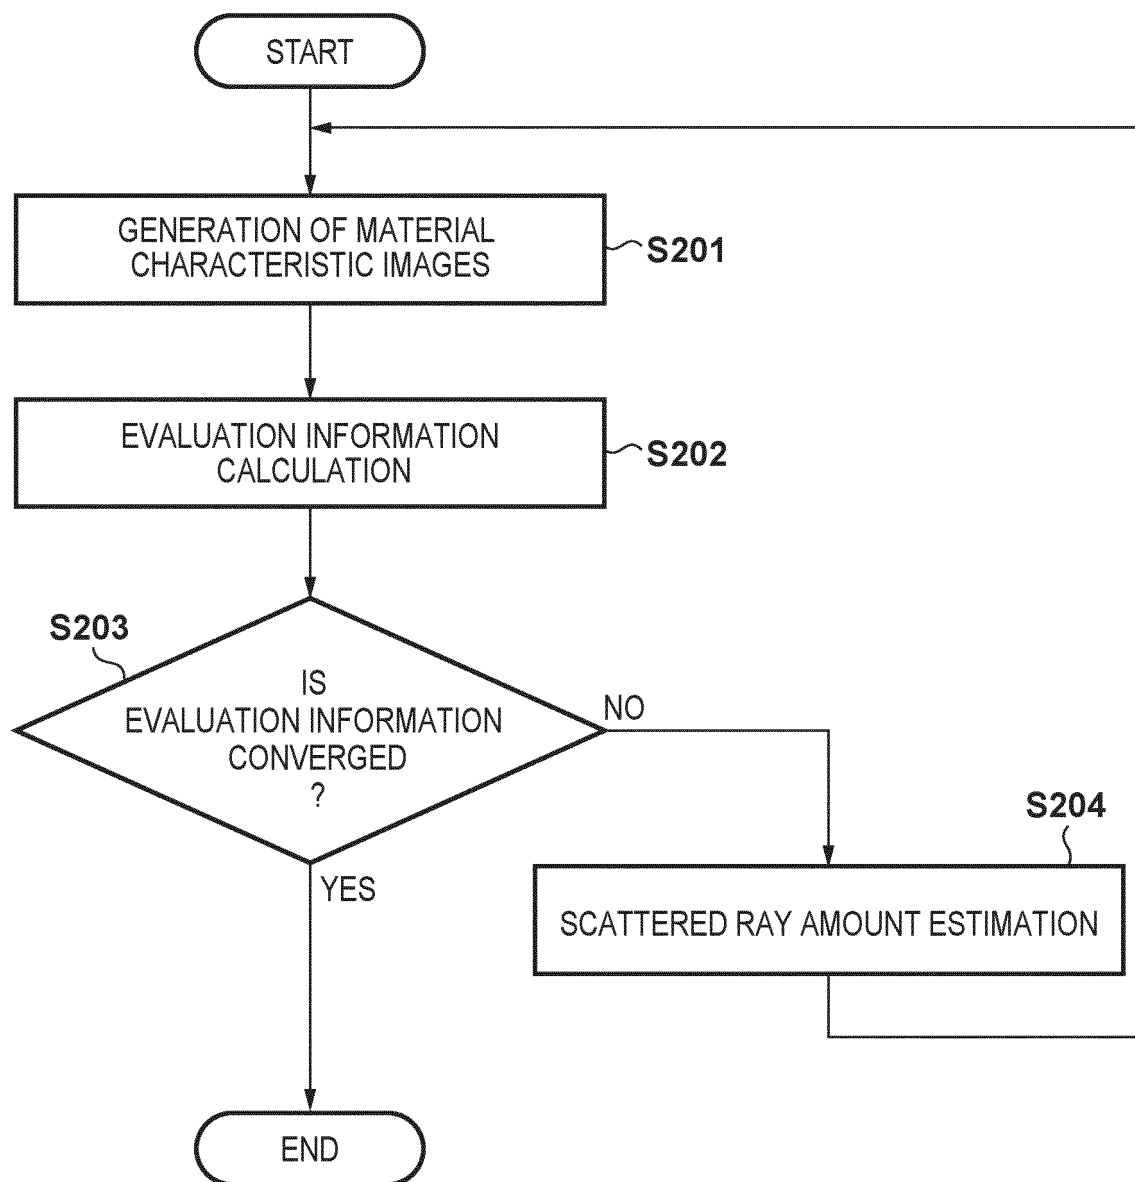 START
GENERATION OF MATERIAL
CHARACTERISTIC IMAGES
S201
EVALUATION INFORMATION
CALCULATION
S202
S203
IS
EVALUATION INFORMATION
CONVERGED
?
NO
YES
S204
SCATTERED RAY AMOUNT ESTIMATION
END